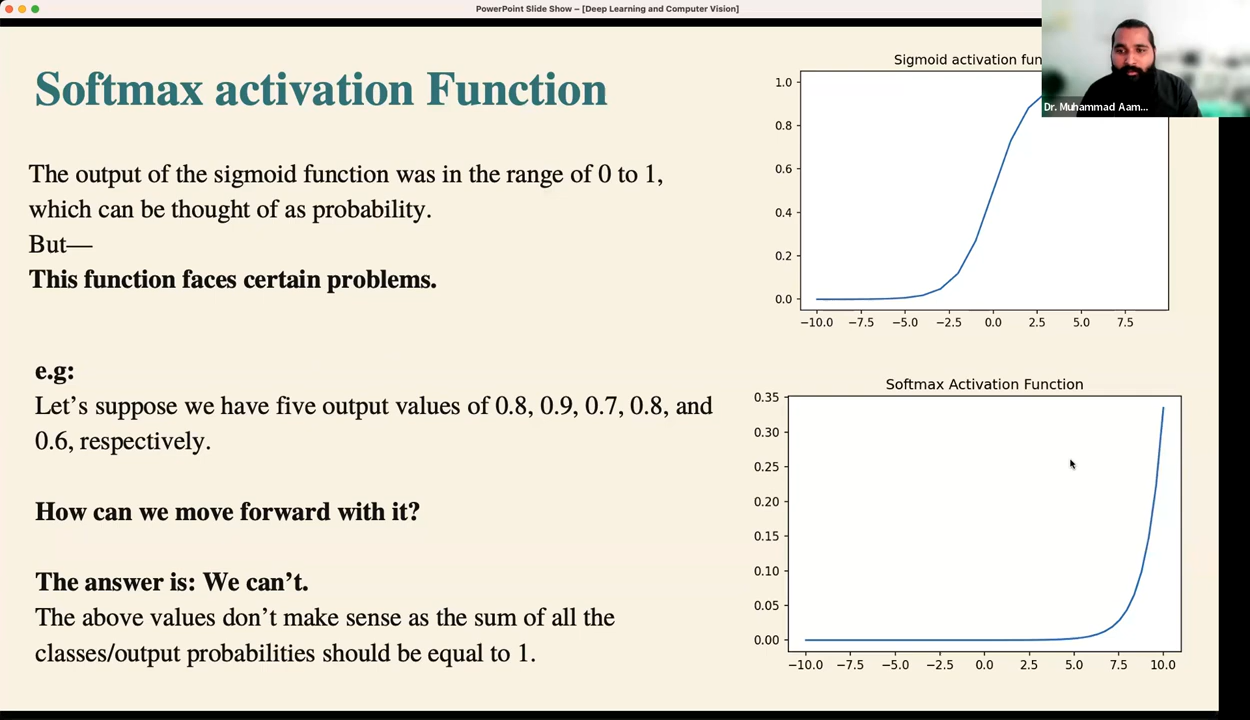 PowerPoint Slide Show – [Deep Learning and Computer Vision]
Softmax activation Function
The output of the sigmoid function was in the range of 0 to 1,
which can be thought of as probability.
But—
This function faces certain problems.
e.g:
Let’s suppose we have five output values of 0.8, 0.9, 0.7, 0.8, and
0.6, respectively.
How can we move forward with it?
The answer is: We can’t.
The above values don’t make sense as the sum of all the
classes/output probabilities should be equal to 1.
Sigmoid activation fun
1.0
0.8
0.6
0.4
0.2
0.0
−10.0 −7.5 −5.0 −2.5 0.0 2.5 5.0 7.5
Dr. Muhammad Aam...
Softmax Activation Function
0.35
0.30
0.25
0.20
0.15
0.10
0.05
0.00
−10.0 −7.5 −5.0 −2.5 0.0 2.5 5.0 7.5 10.0